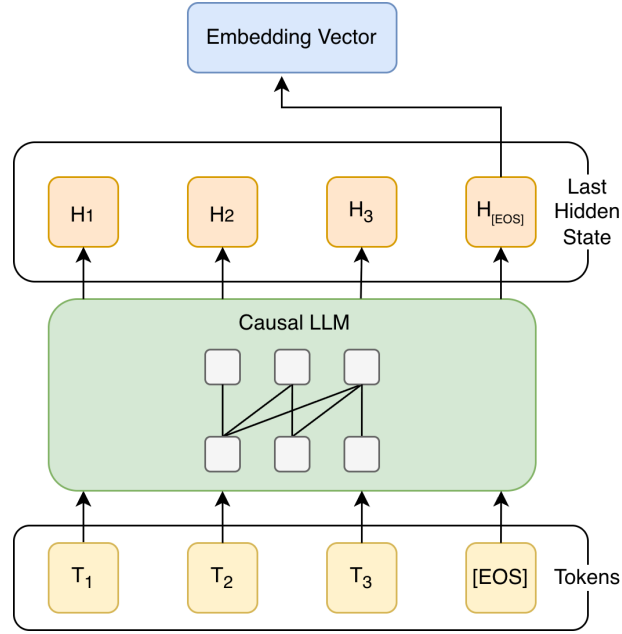 Embedding Vector
H1
H2
H3
H[EOS]
Last
Hidden
State
Causal LLM
T1
T2
T3
[EOS]
Tokens